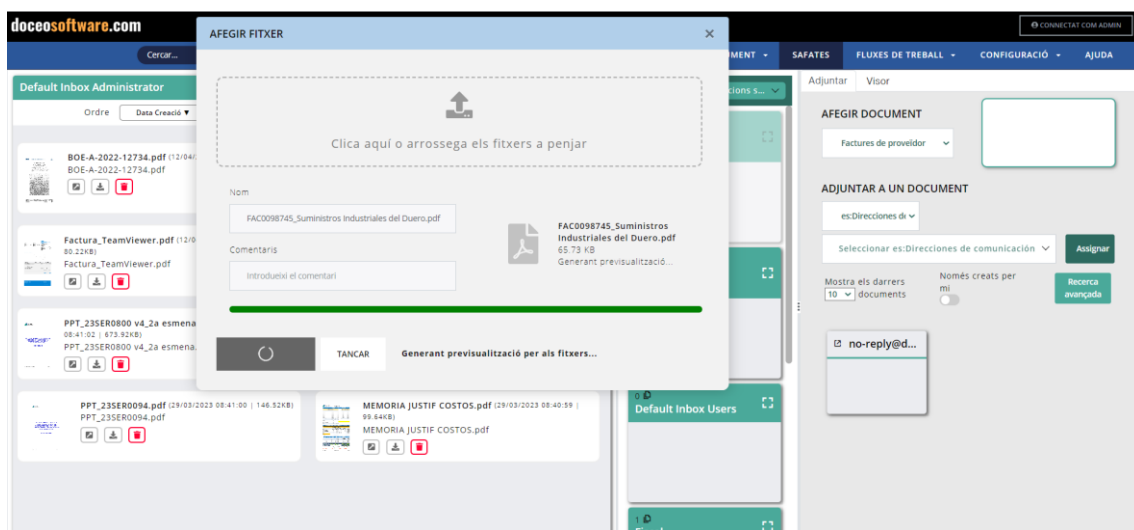 doceosoftware.com
CONNECTAT COM ADMIN
Cercar...
MENT
SAFATES
FLUXES DE TREBALL
CONFIGURACIÓ
AJUDA
AFEGIR FITXER
Clica aquí o arrossega els fitxers a penjar
Nom
FAC0098745_Suministros Industriales del Duero.pdf
Comentaris
Introdueixi el comentari
FAC0098745_Suministros
Industriales del Duero.pdf
65.73 KB
Generant previsualització...
TANCAR
Generant previsualització per als fitxers...
Default Inbox Administrator
Ordre
Data Creació ▼
BOE-A-2022-12734.pdf (12/04/
BOE-A-2022-12734.pdf
Factura_TeamViewer.pdf (12/0
80.22KB)
Factura_TeamViewer.pdf
PPT_23SER0800 v4_2a esmena
08:41:02 | 673.92KB)
PPT_23SER0800 v4_2a esmena.
PPT_23SER0094.pdf (29/03/2023 08:41:00 | 146.32KB)
PPT_23SER0094.pdf
MEMORIA JUSTIF COSTOS.pdf (29/03/2023 08:40:59 |
99.64KB)
MEMORIA JUSTIF COSTOS.pdf
cions s...
0
Default Inbox Users
1
Adjuntar
Visor
AFEGIR DOCUMENT
Factures de proveïdor
ADJUNTAR A UN DOCUMENT
es:Direcciones de
Seleccionar es:Direcciones de comunicación
Assignar
Mostra els darrers
10 documents
Només creats per
mi
Recerca
avançada
no-reply@d...